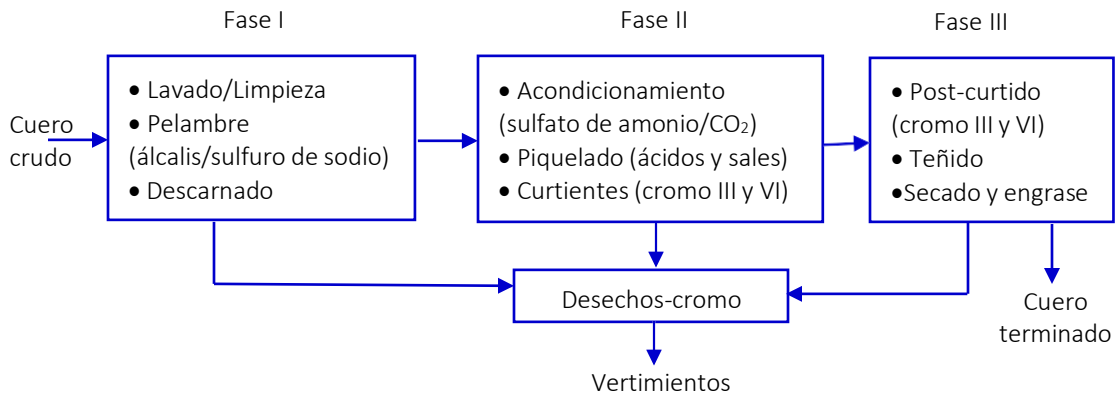 Fase I
Fase II
Fase III
Cuero
crudo
• Lavado/Limpieza
• Pelambre
(álcalis/sulfuro de sodio)
• Descarnado
• Acondicionamiento
(sulfato de amonio/CO₂)
• Piquelado (ácidos y sales)
• Curtientes (cromo III y VI)
• Post-curtido
(cromo III y VI)
• Teñido
•Secado y engrase
Desechos-cromo
Cuero
terminado
Vertimientos